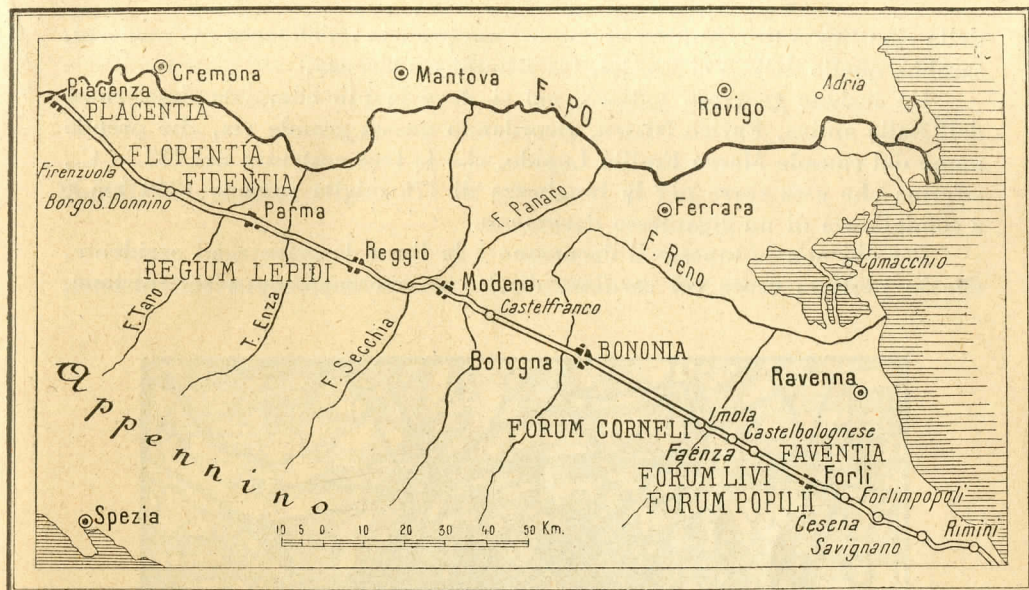 Cremona
Mantova
Adria
Piacenza
PLACENTIA
F. PO
Rovigo
FLORENTIA
Firenzuola
FIDENTIA
Borgo S. Donnino
Parma
F. Panaro
Ferrara
REGIUM LEPIDI
Reggio
F. Reno
Comacchio
Modena
Castelfranco
F. Taro
T. Enza
F. Secchia
Bologna
BONONIA
Ravenna
Appennino
FORUM CORNELI
Imola
Castelbolognese
Faenza
FAVENTIA
FORUM LIVI
Forlì
FORUM POPILII
Forlimpopoli
Spezia
Cesena
Rimini
Savignano
10 5 0 10 20 30 40 50 Km.